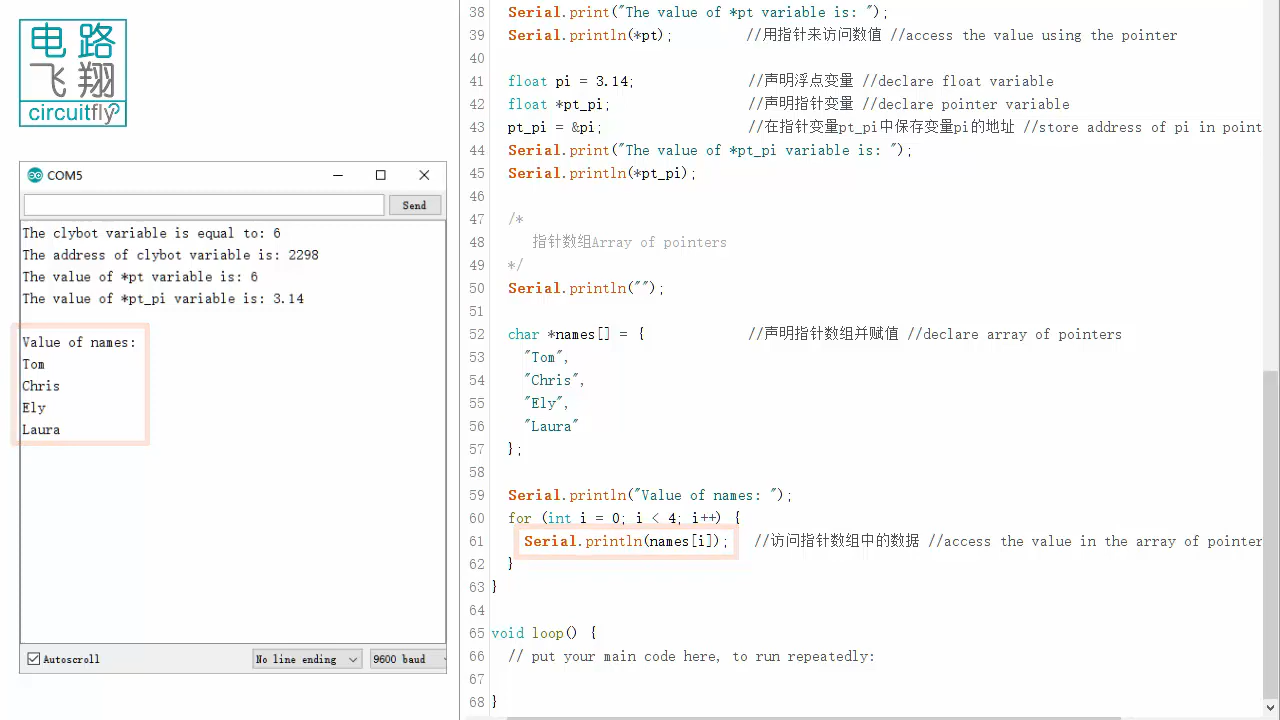 电路
飞翔
circuitfly
COM5
Send
The clybot variable is equal to: 6
The address of clybot variable is: 2298
The value of *pt variable is: 6
The value of *pt_pi variable is: 3.14
Value of names:
Tom
Chris
Ely
Laura
Autoscroll
No line ending
9600 baud
38 Serial.print("The value of *pt variable is: ");
39 Serial.println(*pt); //用指针来访问数值 //access the value using the pointer
40
41 float pi = 3.14; //声明浮点变量 //declare float variable
42 float *pt_pi; //声明指针变量 //declare pointer variable
43 pt_pi = &pi; //在指针变量pt_pi中保存变量pi的地址 //store address of pi in point
44 Serial.print("The value of *pt_pi variable is: ");
45 Serial.println(*pt_pi);
46
47 /*
48 指针数组Array of pointers
49 */
50 Serial.println("");
51
52 char *names[] = { //声明指针数组并赋值 //declare array of pointers
53 "Tom",
54 "Chris",
55 "Ely",
56 "Laura"
57 };
58
59 Serial.println("Value of names: ");
60 for (int i = 0; i < 4; i++) {
61 Serial.println(names[i]); //访问指针数组中的数据 //access the value in the array of pointer
62 }
63 }
64
65 void loop() {
66 // put your main code here, to run repeatedly:
67
68 }